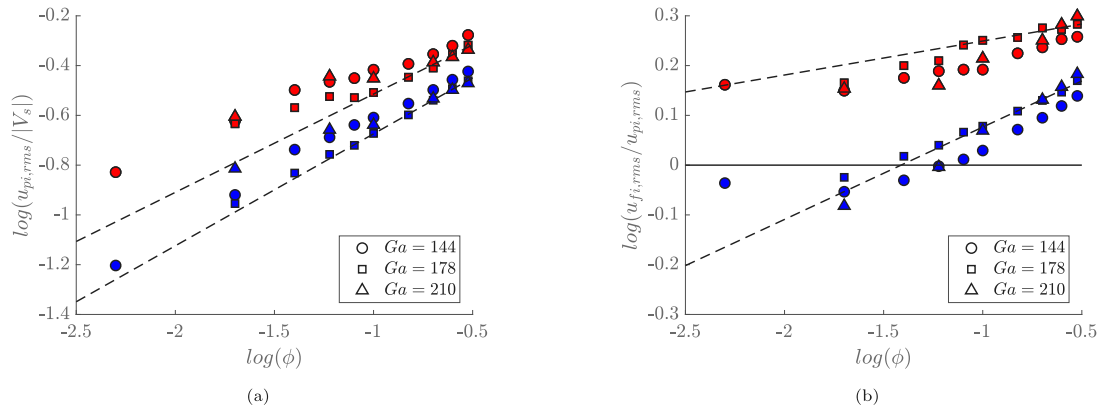 -0.2
-0.4
-0.6
-0.8
-1
-1.2
-1.4
log(u_{pi,rms}/|V_s|)
-2.5 -2 -1.5 -1 -0.5
log(ϕ)
Ga = 144
Ga = 178
Ga = 210
(a)
0.3
0.2
0.1
0
0.1
0.2
0.3
log(u_{fi,rms}/u_{pi,rms})
-2.5 -2 -1.5 -1 -0.5
log(ϕ)
Ga = 144
Ga = 178
Ga = 210
(b)